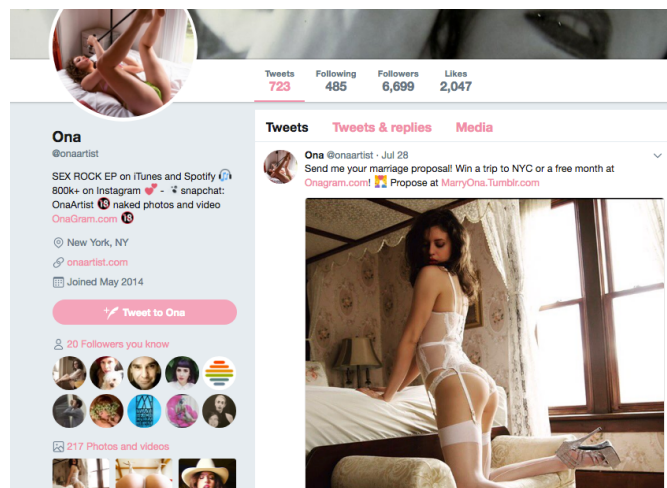 Tweets Following Followers Likes
723 485 6,699 2,047
Ona
@onaartist
SEX ROCK EP on iTunes and Spotify
800k+ on Instagram - snapchat:
OnaArtist 🔞 naked photos and video
OnaGram.com 🔞
New York, NY
onaartist.com
Joined May 2014
Tweet to Ona
20 Followers you know
217 Photos and videos
Tweets Tweets & replies Media
Ona @onaartist · Jul 28
Send me your marriage proposal! Win a trip to NYC or a free month at
Onagram.com! Propose at MarryOna.Tumblr.com